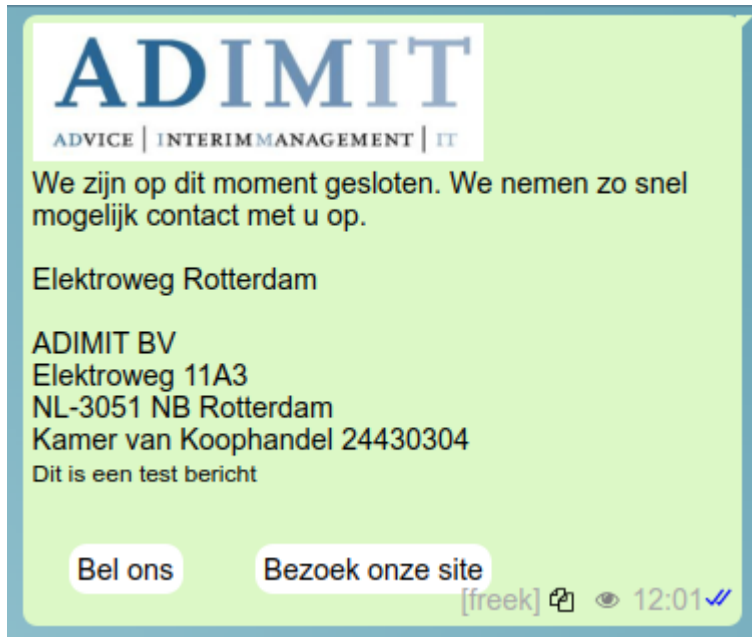 ADIMIT
ADVICE | INTERIMMANAGEMENT | IT
We zijn op dit moment gesloten. We nemen zo snel
mogelijk contact met u op.
Elektroweg Rotterdam
ADIMIT BV
Elektroweg 11A3
NL-3051 NB Rotterdam
Kamer van Koophandel 24430304
Dit is een test bericht
Bel ons Bezoek onze site
[freek] 12:01